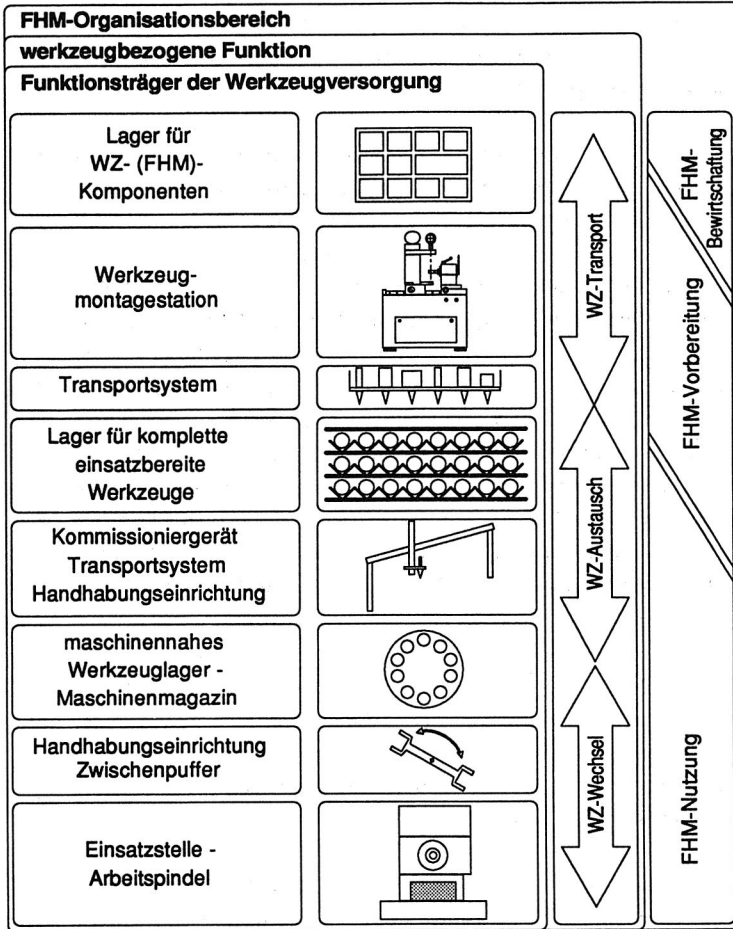 FHM-Organisationsbereich
werkzeugbezogene Funktion
Funktionsträger der Werkzeugversorgung
Lager für
WZ- (FHM)-
Komponenten
Werkzeug-
montagestation
Transportsystem
Lager für komplette
einsatzbereite
Werkzeuge
Kommissioniergerät
Transportsystem
Handhabungseinrichtung
maschinennahes
Werkzeuglager -
Maschinenmagazin
Handhabungseinrichtung
Zwischenpuffer
Einsatzstelle -
Arbeitspindel
WZ-Transport
WZ-Austausch
WZ-Wechsel
FHM-
Bewirtschaftung
FHM-Vorbereitung
FHM-Nutzung